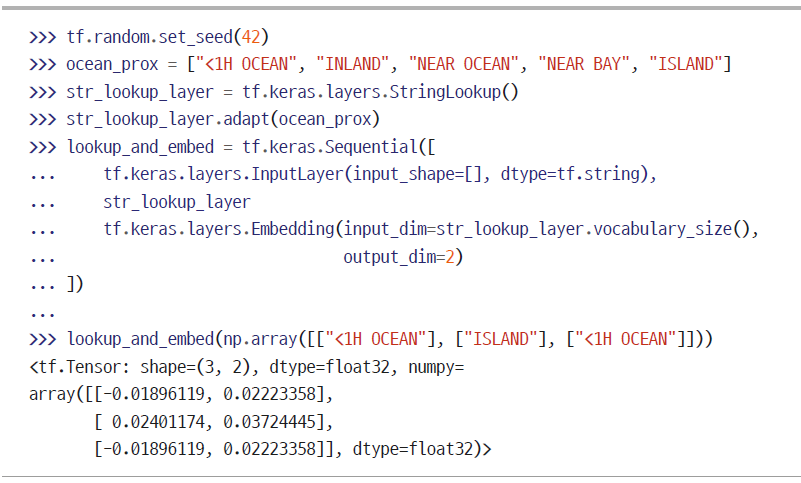 >>> tf.random.set_seed(42)
>>> ocean_prox = ["<1H OCEAN", "INLAND", "NEAR OCEAN", "NEAR BAY", "ISLAND"]
>>> str_lookup_layer = tf.keras.layers.StringLookup()
>>> str_lookup_layer.adapt(ocean_prox)
>>> lookup_and_embed = tf.keras.Sequential([
...     tf.keras.layers.InputLayer(input_shape=[], dtype=tf.string),
...     str_lookup_layer
...     tf.keras.layers.Embedding(input_dim=str_lookup_layer.vocabulary_size(),
...                               output_dim=2)
... ])
...
>>> lookup_and_embed(np.array([["<1H OCEAN"], ["ISLAND"], ["<1H OCEAN"]]))
<tf.Tensor: shape=(3, 2), dtype=float32, numpy=
array([[-0.01896119, 0.02223358],
       [ 0.02401174, 0.03724445],
       [-0.01896119, 0.02223358]], dtype=float32)>